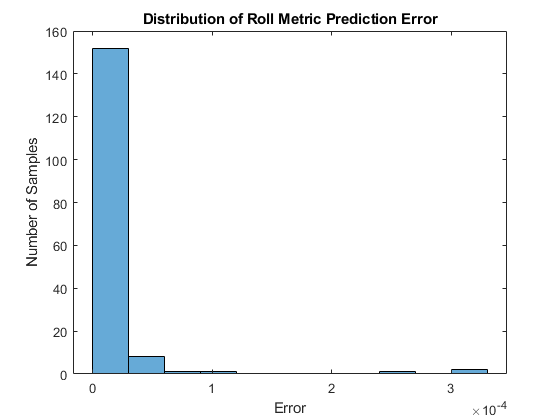 Distribution of Roll Metric Prediction Error
160
140
120
100
80
60
40
20
0
Number of Samples
0 1 2 3
Error
×10-4